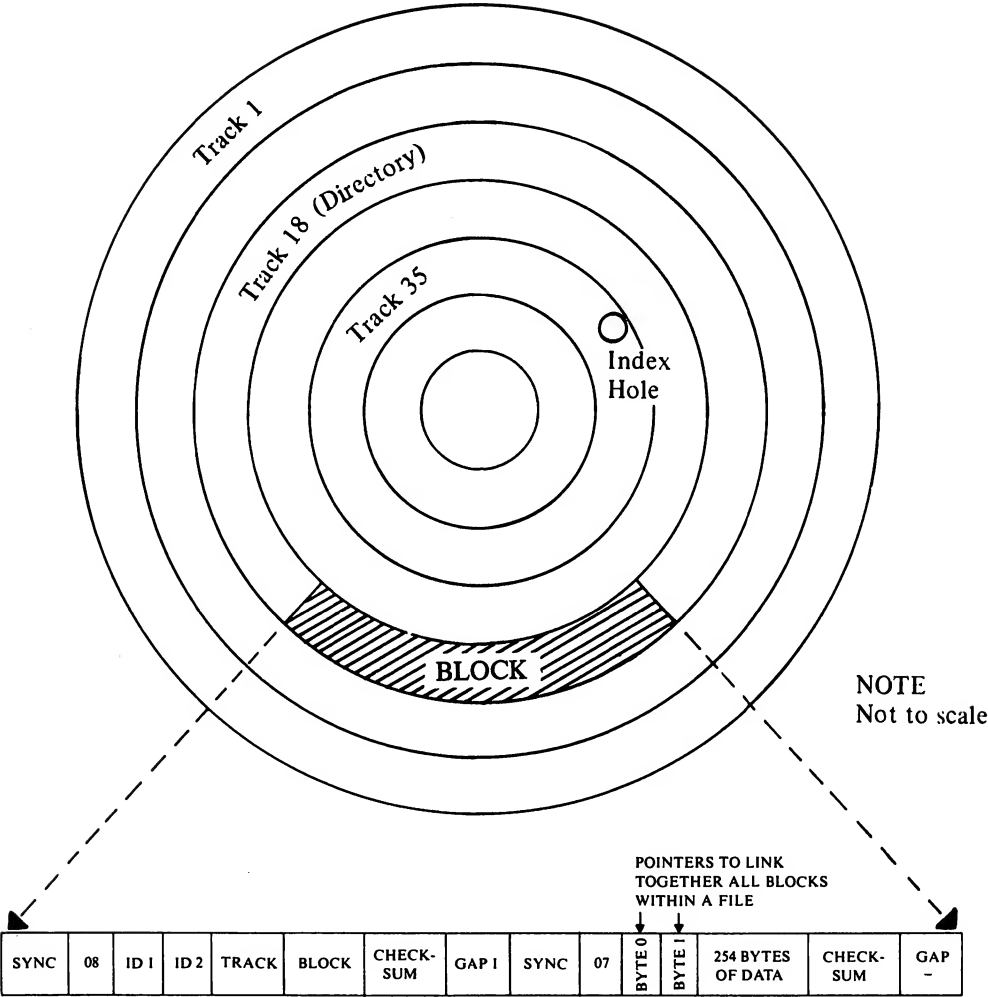 Track 1
Track 18 (Directory)
Track 35
Index
Hole
BLOCK
NOTE
Not to scale
POINTERS TO LINK
TOGETHER ALL BLOCKS
WITHIN A FILE
SYNC
08
ID 1
ID 2
TRACK
BLOCK
CHECK-
SUM
GAP 1
SYNC
07
BYTE 0
BYTE 1
254 BYTES
OF DATA
CHECK-
SUM
GAP
–